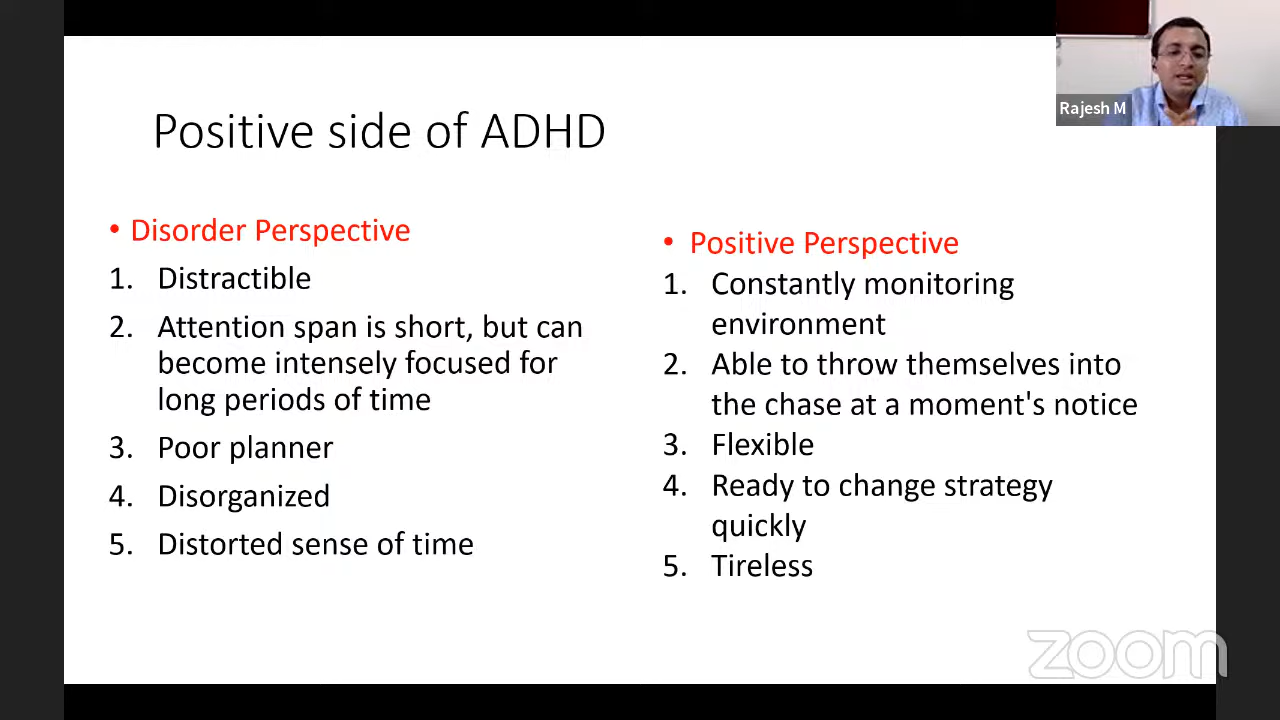 Positive side of ADHD
• Disorder Perspective
1. Distractible
2. Attention span is short, but can
become intensely focused for
long periods of time
3. Poor planner
4. Disorganized
5. Distorted sense of time
• Positive Perspective
1. Constantly monitoring
environment
2. Able to throw themselves into
the chase at a moment's notice
3. Flexible
4. Ready to change strategy
quickly
5. Tireless
Rajesh M
zoom